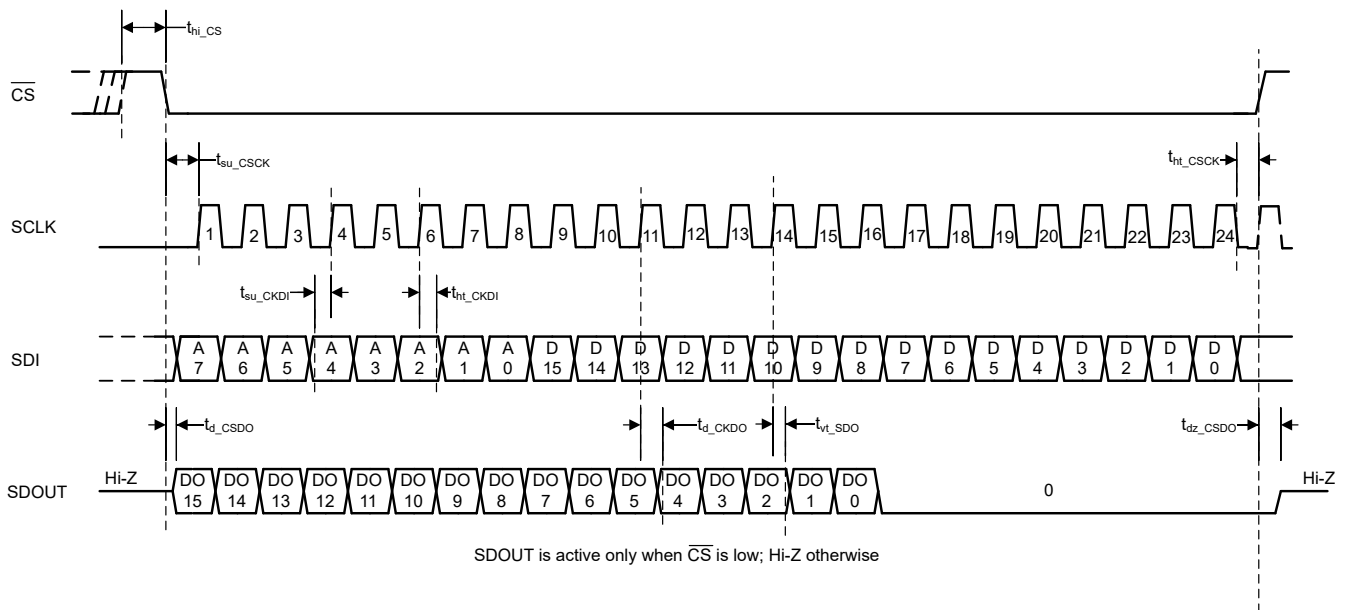 t_hi_CS
CS
t_su_CSCK
t_ht_CSCK
SCLK
1 2 3 4 5 6 7 8 9 10 11 12 13 14 15 16 17 18 19 20 21 22 23 24
t_su_CKDI
t_ht_CKDI
SDI
A A A A A A A A D D D D D D D D D D D D D D D D
7 6 5 4 3 2 1 0 15 14 13 12 11 10 9 8 7 6 5 4 3 2 1 0
t_d_CSDO
t_d_CKDO
t_vt_SDO
t_dz_CSDO
Hi-Z
Hi-Z
SDOUT
DO DO DO DO DO DO DO DO DO DO DO DO DO DO DO DO
15 14 13 12 11 10 9 8 7 6 5 4 3 2 1 0
0
SDOUT is active only when CS is low; Hi-Z otherwise